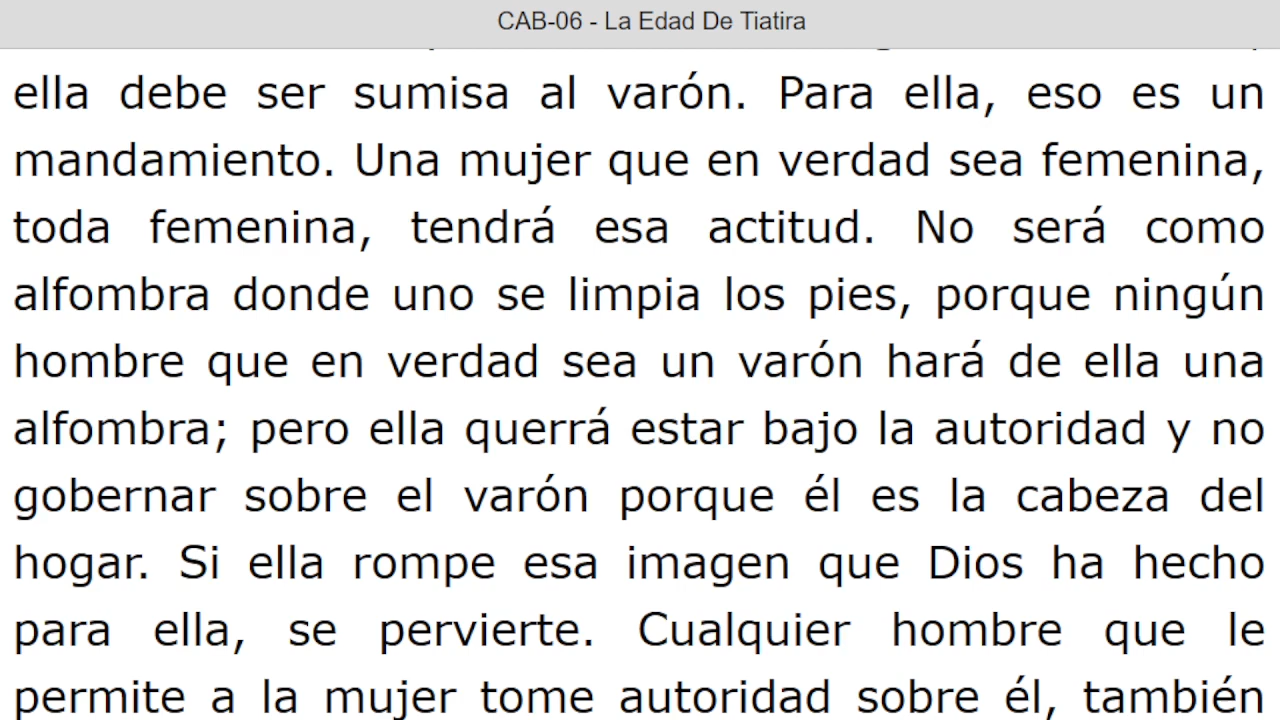 CAB-06 - La Edad De Tiatira
ella debe ser sumisa al varón. Para ella, eso es un
mandamiento. Una mujer que en verdad sea femenina,
toda femenina, tendrá esa actitud. No será como
alfombra donde uno se limpia los pies, porque ningún
hombre que en verdad sea un varón hará de ella una
alfombra; pero ella querrá estar bajo la autoridad y no
gobernar sobre el varón porque él es la cabeza del
hogar. Si ella rompe esa imagen que Dios ha hecho
para ella, se pervierte. Cualquier hombre que le
permite a la mujer tome autoridad sobre él, también